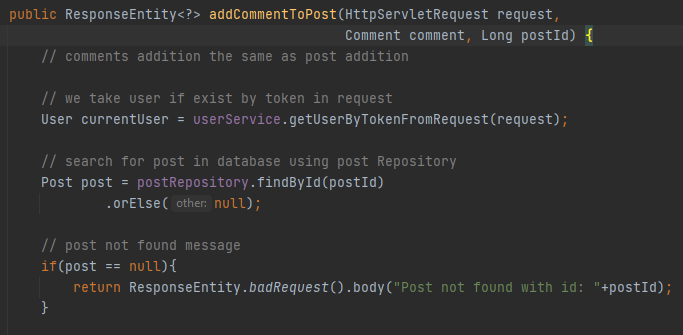 public ResponseEntity<?> addCommentToPost(HttpServletRequest request,
Comment comment, Long postId) {
// comments addition the same as post addition
// we take user if exist by token in request
User currentUser = userService.getUserByTokenFromRequest(request);
// search for post in database using post Repository
Post post = postRepository.findById(postId)
.orElse( other: null);
// post not found message
if(post == null){
return ResponseEntity.badRequest().body("Post not found with id: "+postId);
}